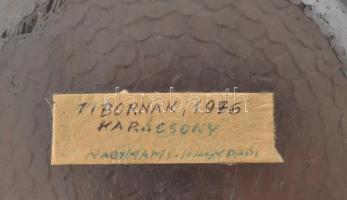 TIBORNAK, 1976
KARÁCSONY
NAGYMAMI-NAGYPAPI